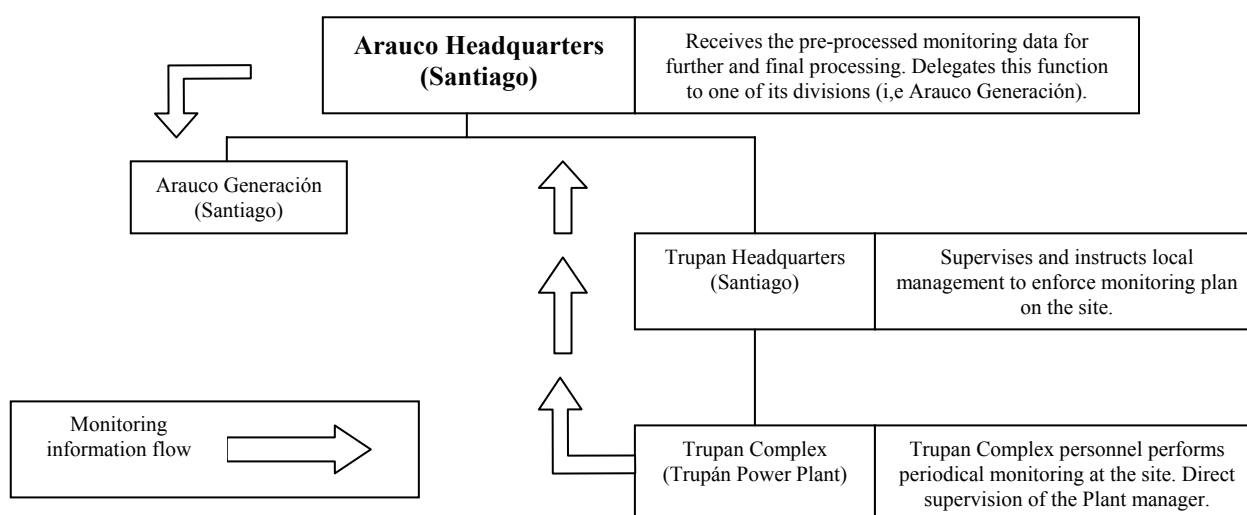 Arauco Headquarters
(Santiago)
Receives the pre-processed monitoring data for
further and final processing. Delegates this function
to one of its divisions (i,e Arauco Generación).
Arauco Generación
(Santiago)
Trupan Headquarters
(Santiago)
Supervises and instructs local
management to enforce monitoring plan
on the site.
Monitoring
information flow
Trupan Complex
(Trupán Power Plant)
Trupan Complex personnel performs
periodical monitoring at the site. Direct
supervision of the Plant manager.